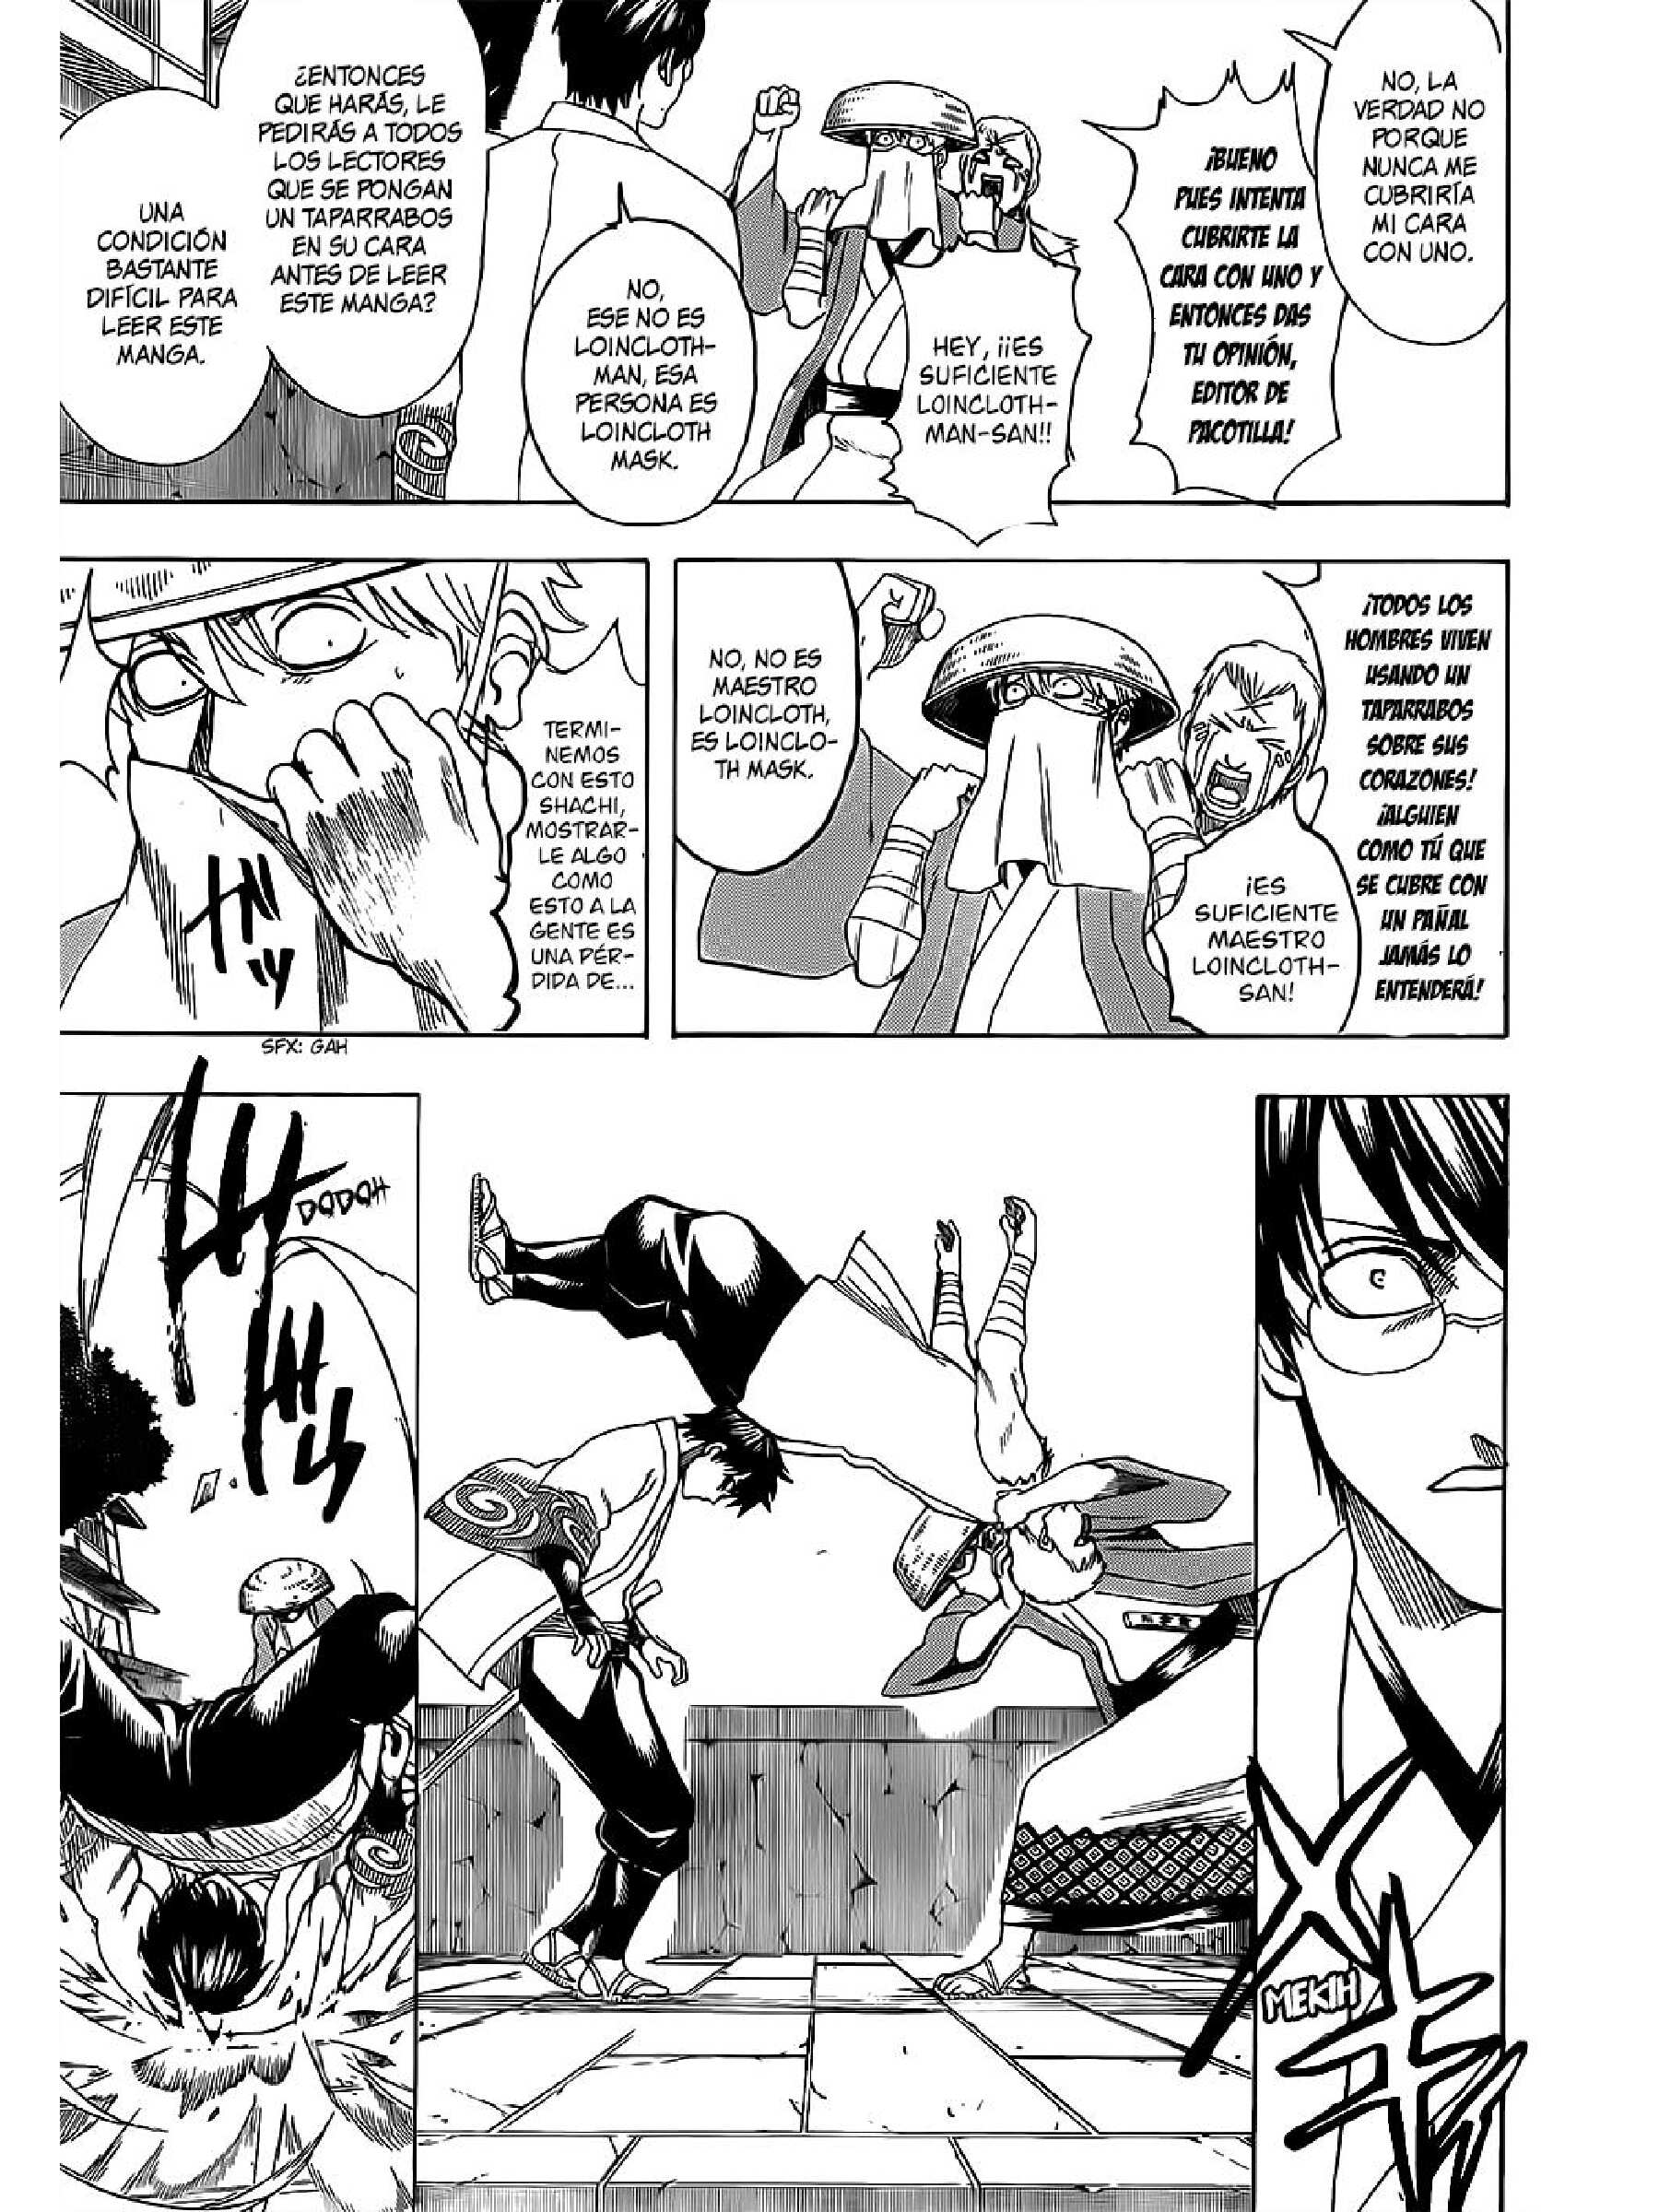 NO, LA
VERDAD NO
PORQUE
NUNCA ME
CUBRIRÍA
MI CARA
CON UNO.
¡BUENO
PUES INTENTA
CUBRIRTE LA
CARA CON UNO Y
ENTONCES DAS
TU OPINIÓN,
EDITOR DE
PACOTILLA!
HEY, ¡¡ES
SUFICIENTE
LOINCLOTH-
MAN-SAN!!
NO,
ESE NO ES
LOINCLOTH-
MAN, ESA
PERSONA ES
LOINCLOTH
MASK.
¿ENTONCES
QUE HARÁS, LE
PEDIRÁS A TODOS
LOS LECTORES
QUE SE PONGAN
UN TAPARRABOS
EN SU CARA
ANTES DE LEER
ESTE MANGA?
UNA
CONDICIÓN
BASTANTE
DIFÍCIL PARA
LEER ESTE
MANGA.
¡TODOS LOS
HOMBRES VIVEN
USANDO UN
TAPARRABOS
SOBRE SUS
CORAZONES!
¡ALGUIEN
COMO TÚ QUE
SE CUBRE CON
UN PAÑAL
JAMÁS LO
ENTENDERÁ!
¡ES
SUFICIENTE
MAESTRO
LOINCLOTH-
SAN!
NO, NO ES
MAESTRO
LOINCLOTH,
ES LOINCLO-
TH MASK.
TERMI-
NEMOS
CON ESTO
SHACHI,
MOSTRAR-
LE ALGO
COMO
ESTO A LA
GENTE ES
UNA PÉR-
DIDA DE...
SFX: GAH
MEKIH
DODOH